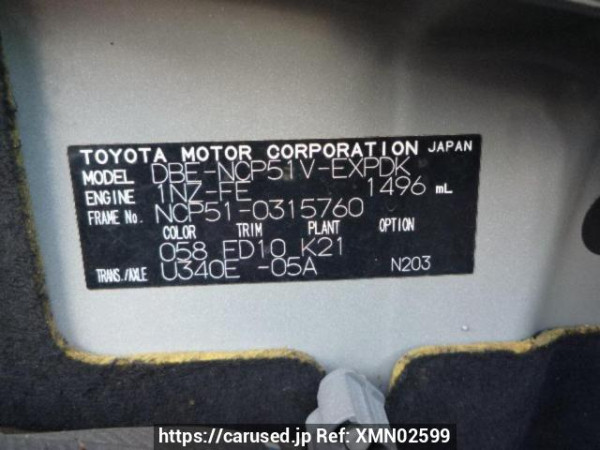 TOYOTA MOTOR CORPORATION JAPAN
MODEL DBE-NCP51V-EXPDK
ENGINE 1NZ-FE 1496 mL
FRAME No. NCP51-0315760
COLOR TRIM PLANT OPTION
058 FD10 K21
TRANS./AXLE U340E -05A N203
https://carused.jp Ref: XMN02599